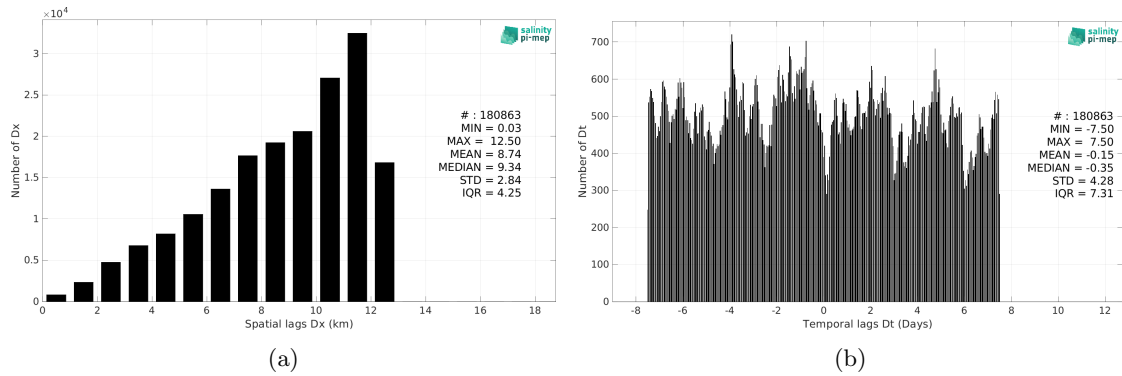 ×10⁴
3
2.5
2
1.5
1
0.5
0
Number of Dx
salinity
pi-mep
# : 180863
MIN = 0.03
MAX = 12.50
MEAN = 8.74
MEDIAN = 9.34
STD = 2.84
IQR = 4.25
0 2 4 6 8 10 12 14 16 18
Spatial lags Dx (km)
(a)
700
600
500
400
300
200
100
0
Number of Dt
salinity
pi-mep
# : 180863
MIN = -7.50
MAX = 7.50
MEAN = -0.15
MEDIAN = -0.35
STD = 4.28
IQR = 7.31
-8 -6 -4 -2 0 2 4 6 8 10 12
Temporal lags Dt (Days)
(b)